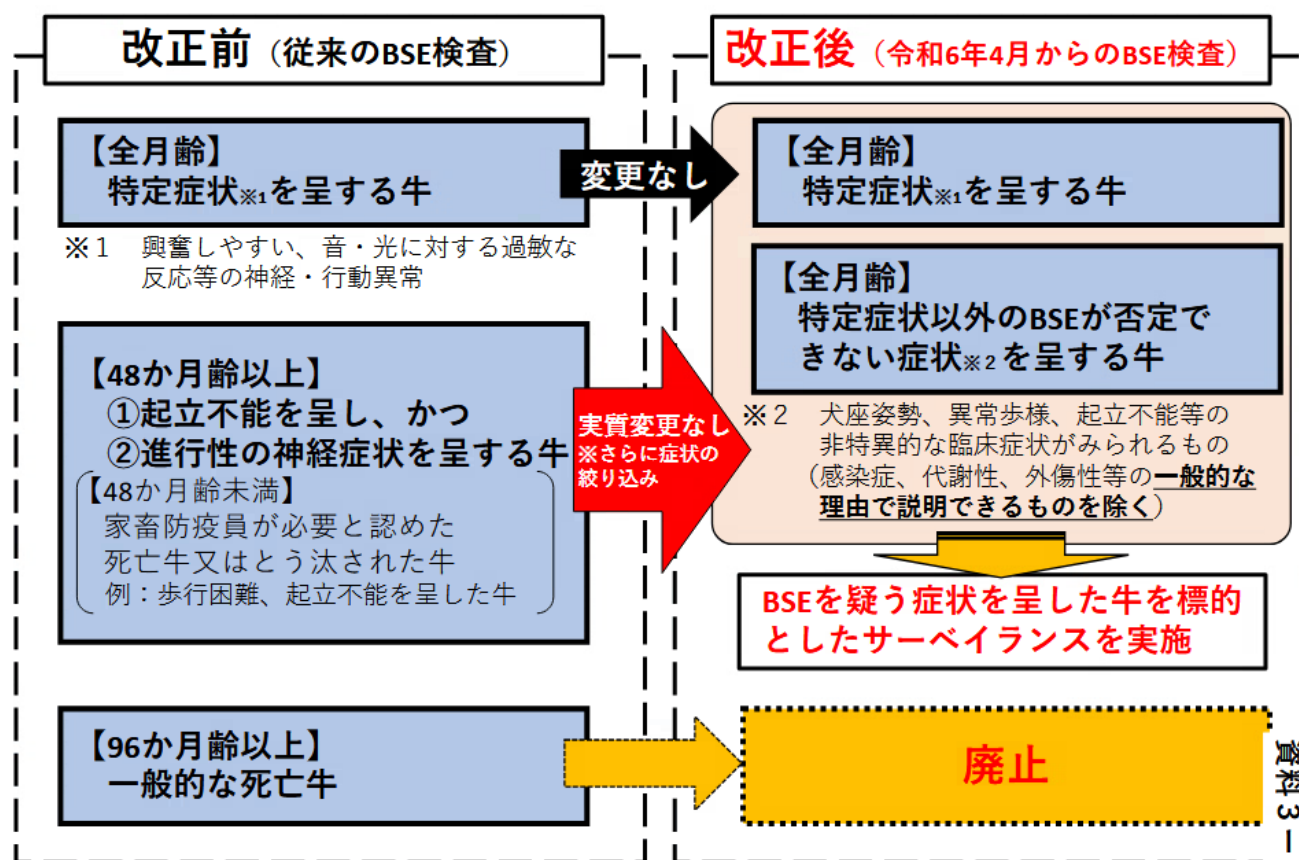 改正前（従来のBSE検査）
【全月齢】
特定症状※1を呈する牛
※1 興奮しやすい、音・光に対する過敏な
反応等の神経・行動異常
【48か月齢以上】
①起立不能を呈し、かつ
②進行性の神経症状を呈する牛
【48か月齢未満】
家畜防疫員が必要と認めた
死亡牛又はとう汰された牛
例：歩行困難、起立不能を呈した牛
【96か月齢以上】
一般的な死亡牛
変更なし
実質変更なし
※さらに症状の
絞り込み
改正後（令和6年4月からのBSE検査）
【全月齢】
特定症状※1を呈する牛
【全月齢】
特定症状以外のBSEが否定で
きない症状※2を呈する牛
※2 犬座姿勢、異常歩様、起立不能等の
非特異的な臨床症状がみられるもの
（感染症、代謝性、外傷性等の一般的な
理由で説明できるものを除く）
BSEを疑う症状を呈した牛を標的
としたサーベイランスを実施
廃止
資料３－